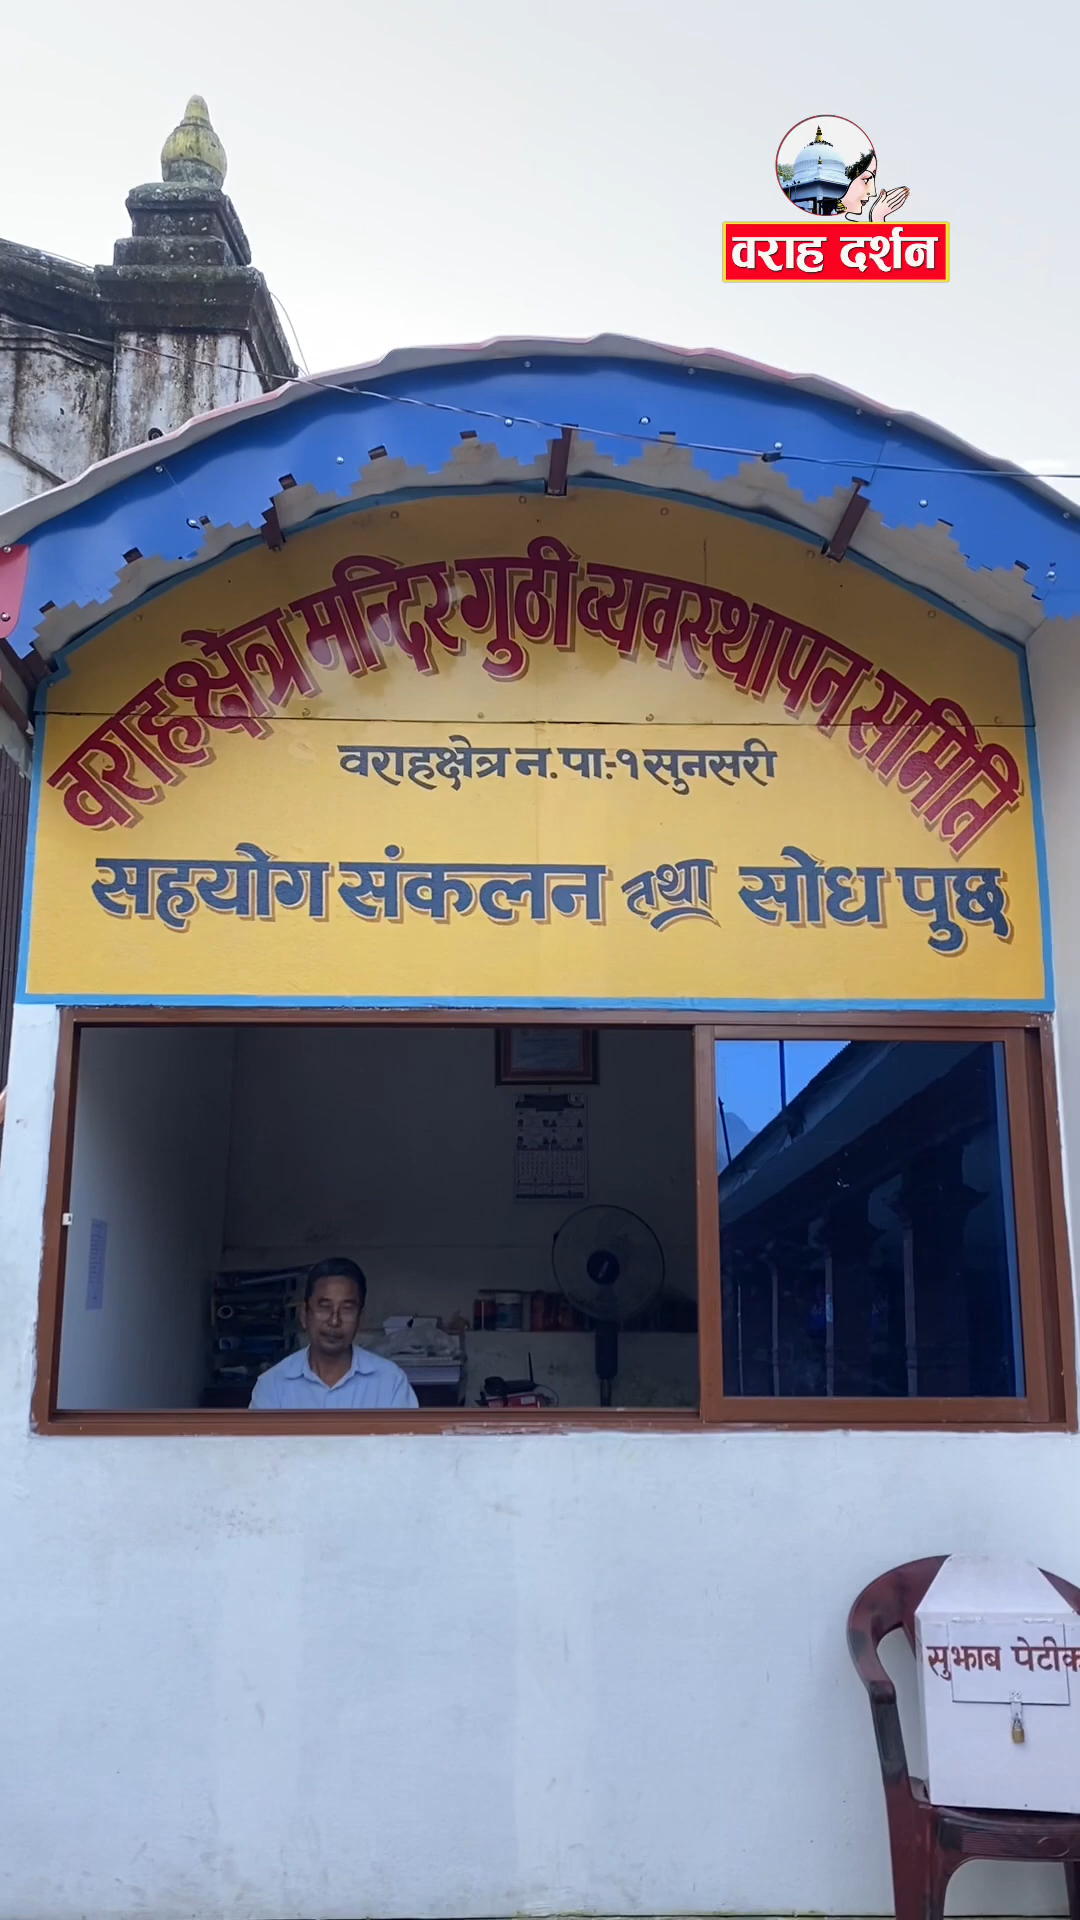 वराह दर्शन
वराहक्षेत्र मन्दिर गुठी व्यवस्थापन समिति
वराहक्षेत्र न. पा.-१ सुनसरी
सहयोग संकलन तथा सोध पुछ
सुझाब पेटीक